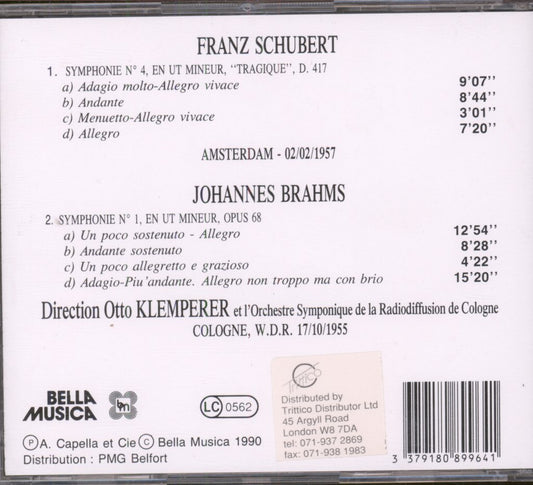 FRANZ SCHUBERT
1. SYMPHONIE N° 4, EN UT MINEUR, "TRAGIQUE", D. 417
a) Adagio molto-Allegro vivace 9'07''
b) Andante 8'44''
c) Menuetto-Allegro vivace 3'01''
d) Allegro 7'20''
AMSTERDAM - 02/02/1957
JOHANNES BRAHMS
2. SYMPHONIE N° 1, EN UT MINEUR, OPUS 68
a) Un poco sostenuto - Allegro 12'54''
b) Andante sostenuto 8'28''
c) Un poco allegretto e grazioso 4'22''
d) Adagio-Piu'andante. Allegro non troppo ma con brio 15'20''
Direction Otto KLEMPERER et l'Orchestre Symponique de la Radiodiffusion de Cologne
COLOGNE, W.D.R. 17/10/1955
BELLA
MUSICA
bm
LC 0562
Ⓟ A. Capella et Cie © Bella Musica 1990
Distribution : PMG Belfort
TRITTICO
Distributed by
Trittico Distributor Ltd
45 Argyll Road
London W8 7DA
tel: 071-937 2869
fax: 071-938 1983
3 379180 899641